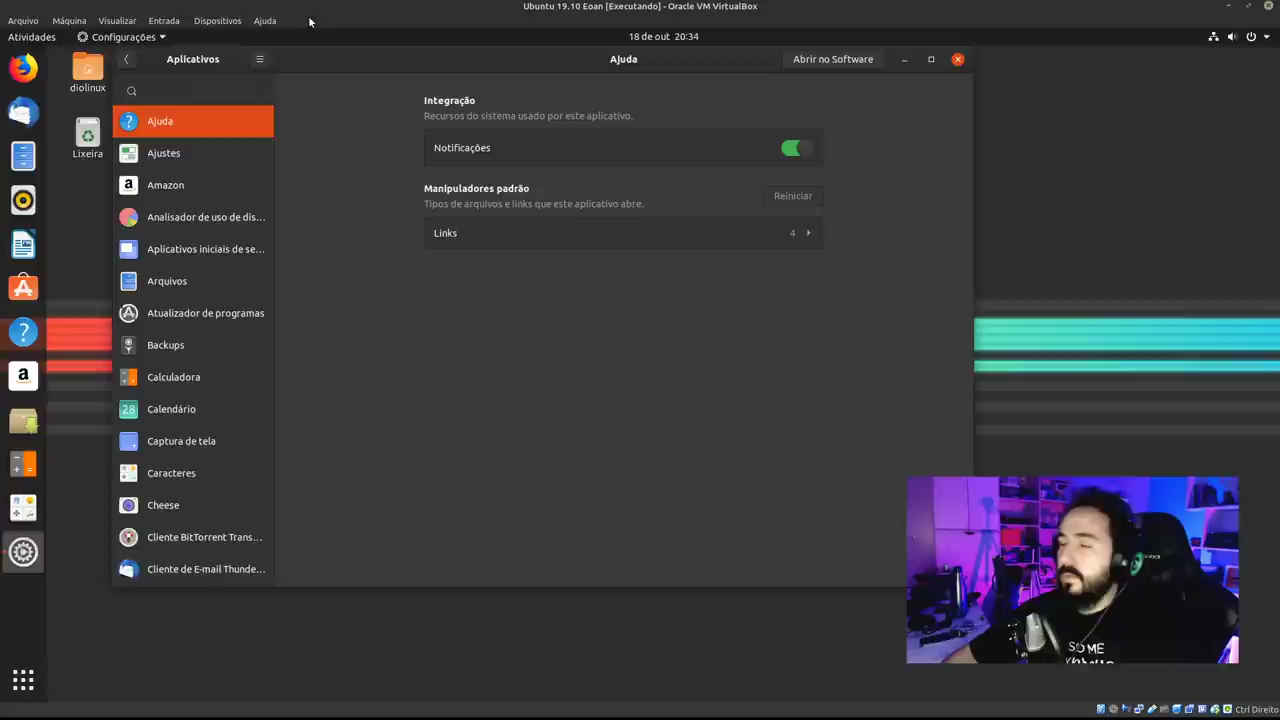 Ubuntu 19.10 Eoan [Executando] - Oracle VM VirtualBox
Arquivo Máquina Visualizar Entrada Dispositivos Ajuda
Atividades Configurações 18 de out 20:34
Aplicativos Ajuda Abrir no Software
diolinux
Lixeira
Ajuda
Ajustes
Amazon
Analisador de uso de dis...
Aplicativos iniciais de se...
Arquivos
Atualizador de programas
Backups
Calculadora
28 Calendário
Captura de tela
Caracteres
Cheese
Cliente BitTorrent Trans...
Cliente de E-mail Thunde...
Integração
Recursos do sistema usado por este aplicativo.
Notificações
Manipuladores padrão
Tipos de arquivos e links que este aplicativo abre.
Reiniciar
Links 4
SOME
Ctrl Direito